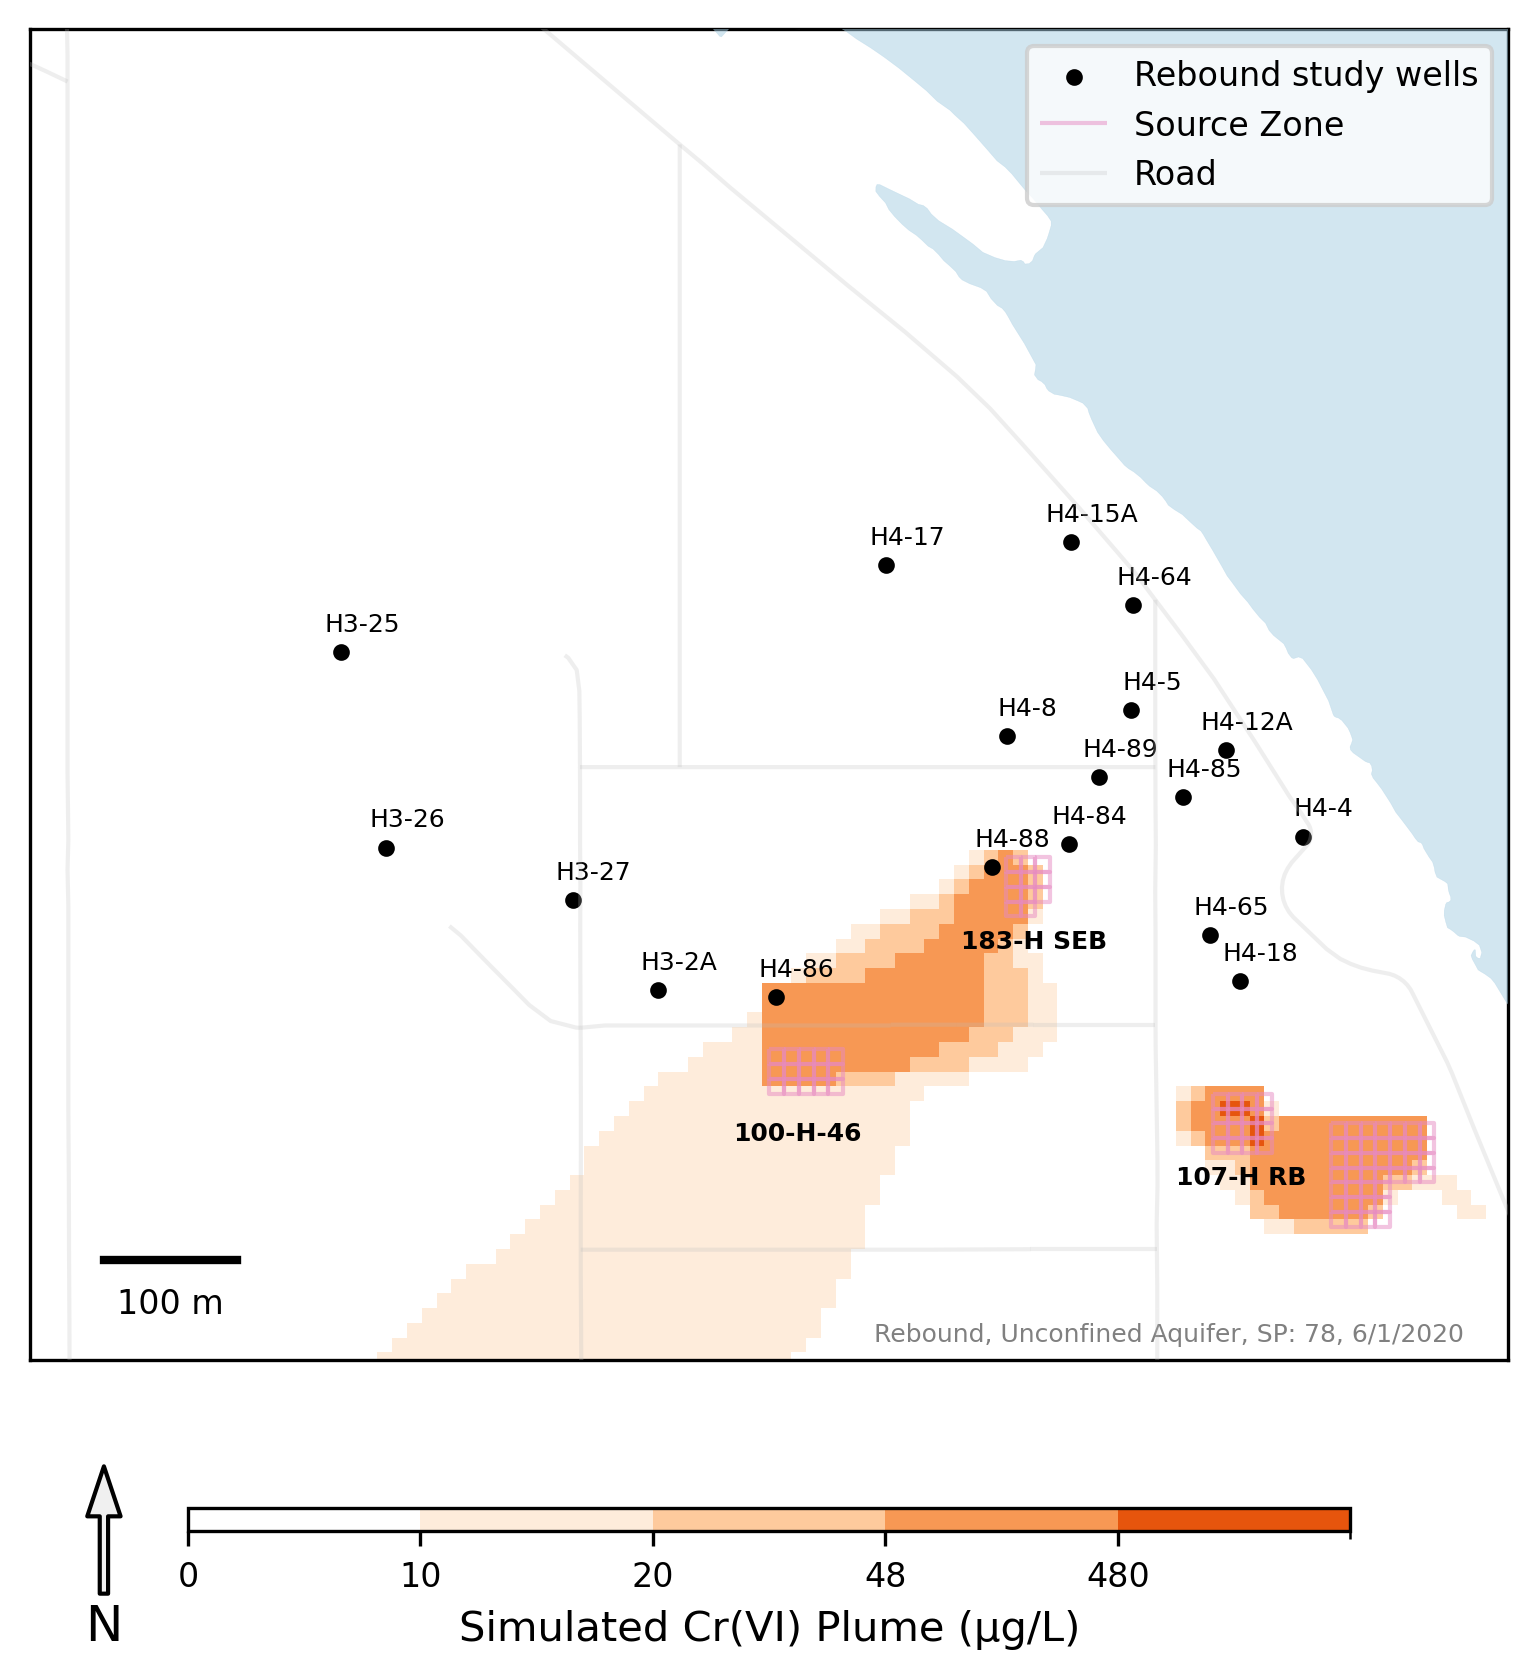 Rebound study wells
Source Zone
Road
H4-15A
H4-17
H4-64
H3-25
H4-5
H4-8
H4-12A
H4-89
H4-85
H4-4
H4-84
H3-26
H4-88
H3-27
H4-65
183-H SEB
H4-18
H3-2A
H4-86
100-H-46
107-H RB
100 m
Rebound, Unconfined Aquifer, SP: 78, 6/1/2020
0 10 20 48 480
N
Simulated Cr(VI) Plume (µg/L)